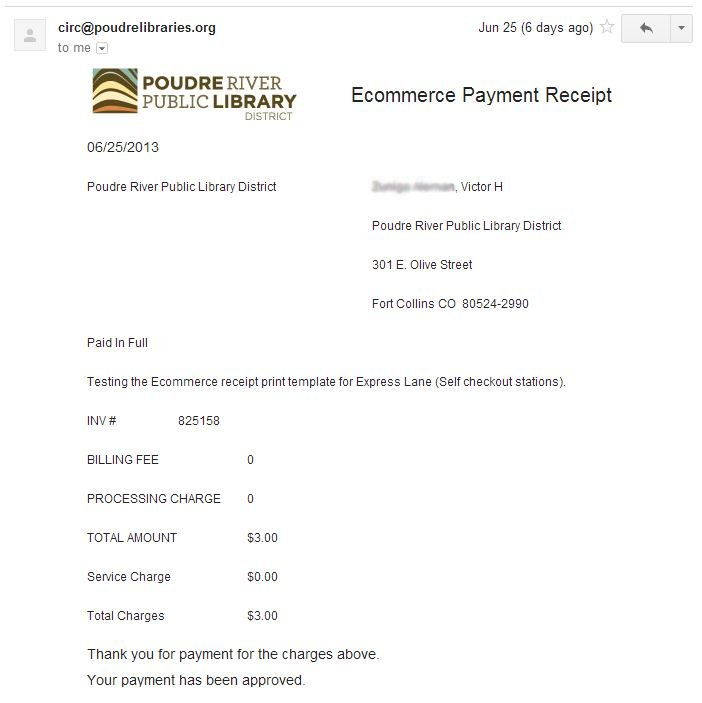 circ@poudrelibraries.org
Jun 25 (6 days ago)
to me
POUDRE RIVER
PUBLIC LIBRARY
DISTRICT
Ecommerce Payment Receipt
06/25/2013
Poudre River Public Library District
, Victor H
Poudre River Public Library District
301 E. Olive Street
Fort Collins CO 80524-2990
Paid In Full
Testing the Ecommerce receipt print template for Express Lane (Self checkout stations).
INV # 825158
BILLING FEE 0
PROCESSING CHARGE 0
TOTAL AMOUNT $3.00
Service Charge $0.00
Total Charges $3.00
Thank you for payment for the charges above.
Your payment has been approved.